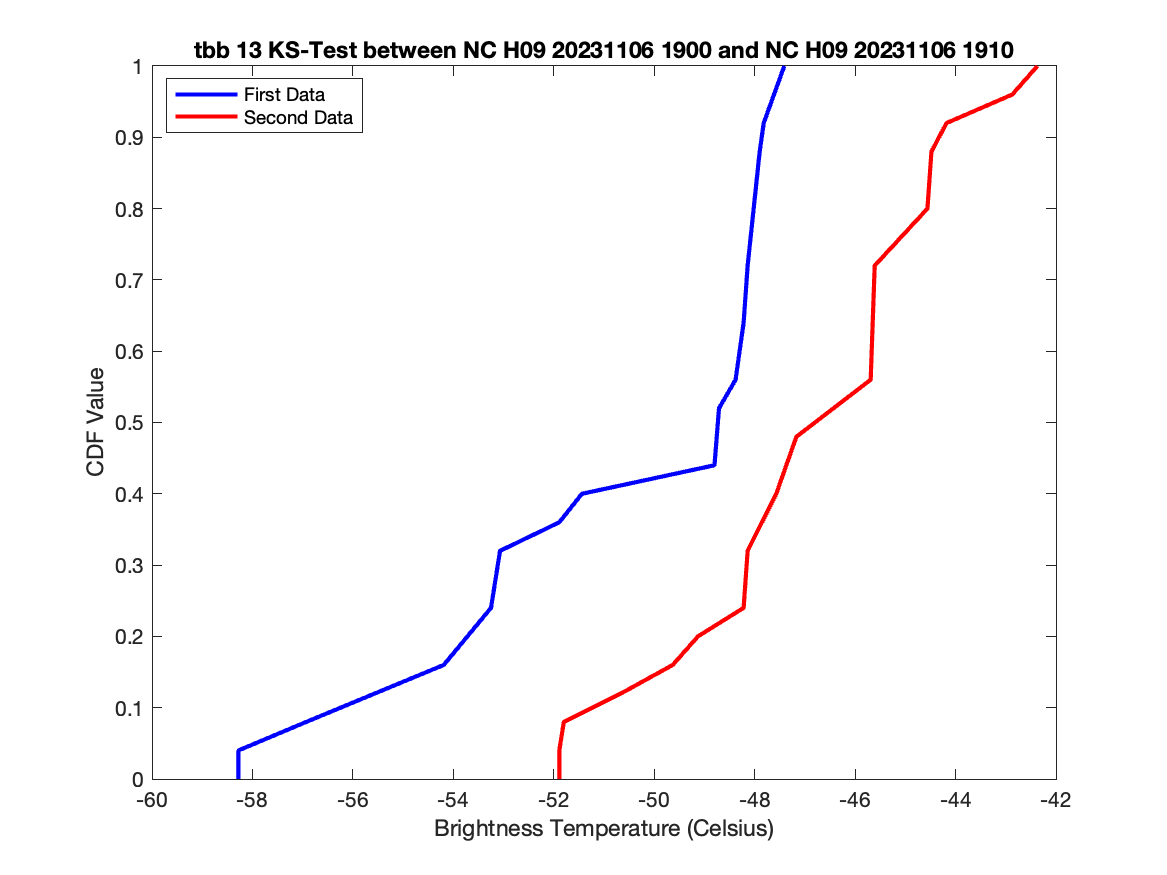 tbb 13 KS-Test between NC H09 20231106 1900 and NC H09 20231106 1910
First Data
Second Data
CDF Value
1
0.9
0.8
0.7
0.6
0.5
0.4
0.3
0.2
0.1
0
-60 -58 -56 -54 -52 -50 -48 -46 -44 -42
Brightness Temperature (Celsius)